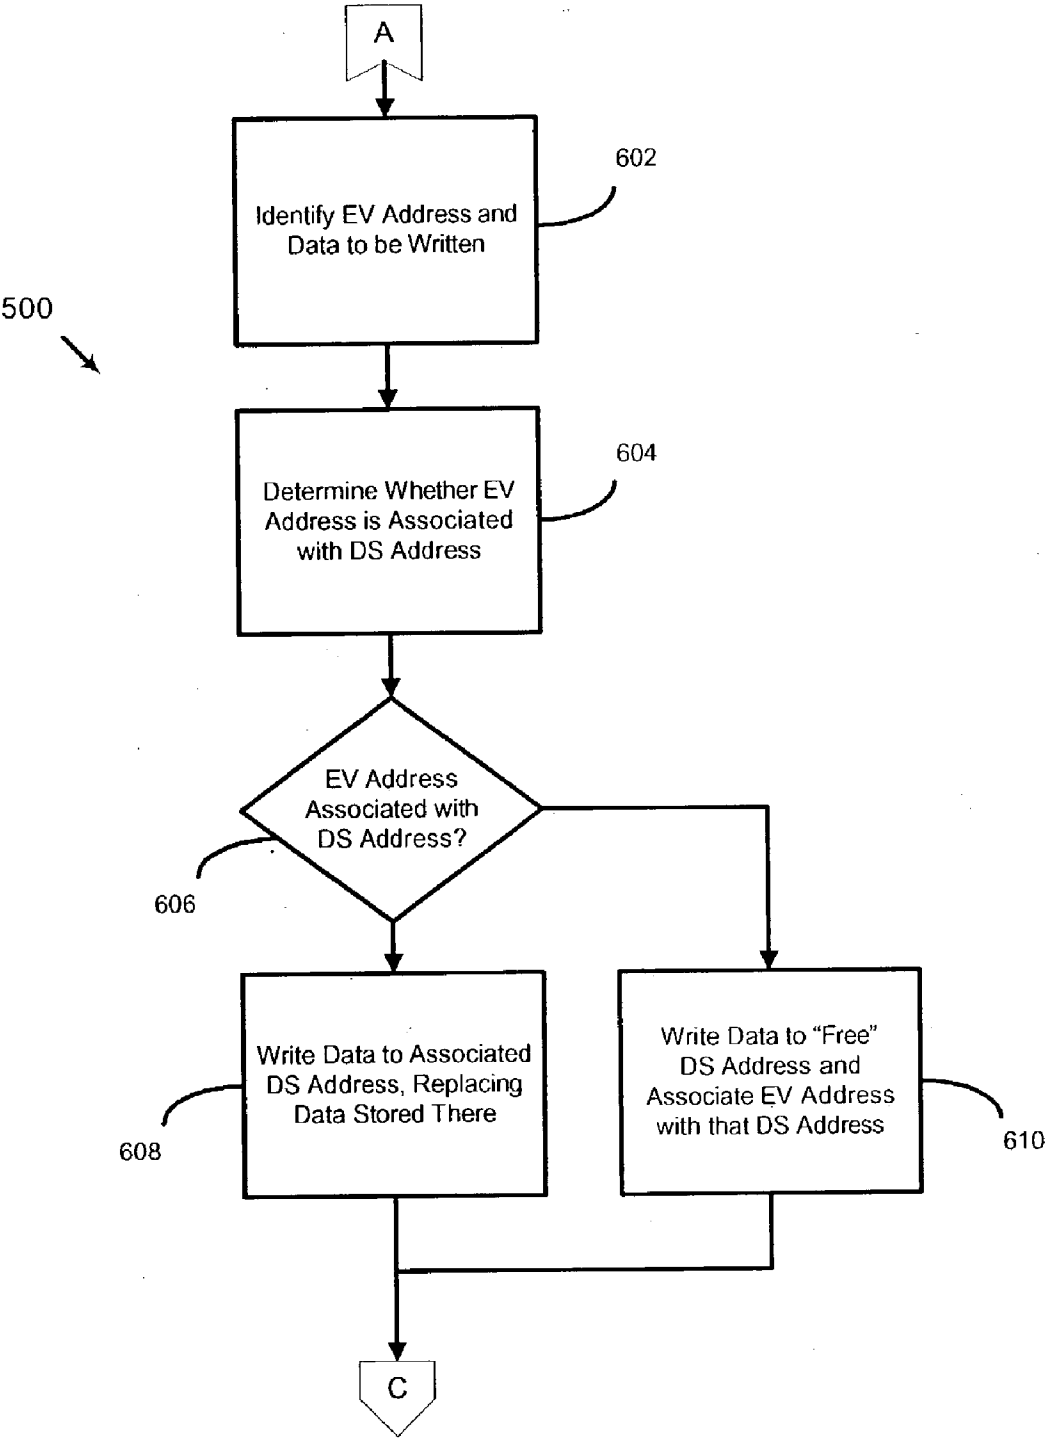 A
602
Identify EV Address and
Data to be Written
500
604
Determine Whether EV
Address is Associated
with DS Address
EV Address
Associated with
DS Address?
606
Write Data to Associated
DS Address, Replacing
Data Stored There
608
Write Data to “Free”
DS Address and
Associate EV Address
with that DS Address
610
C